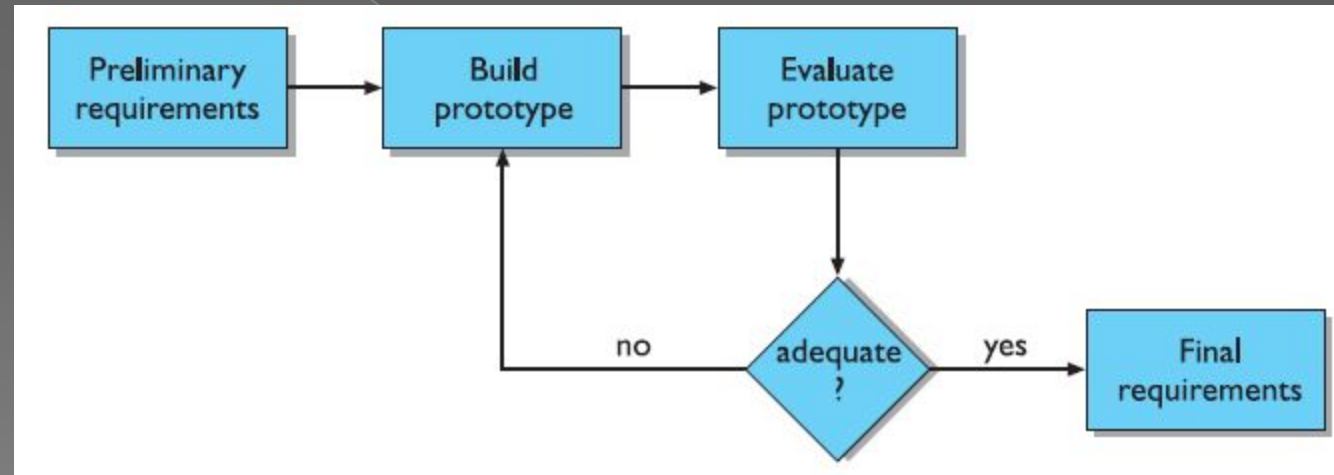 Preliminary
requirements
Build
prototype
Evaluate
prototype
no
adequate
?
yes
Final
requirements